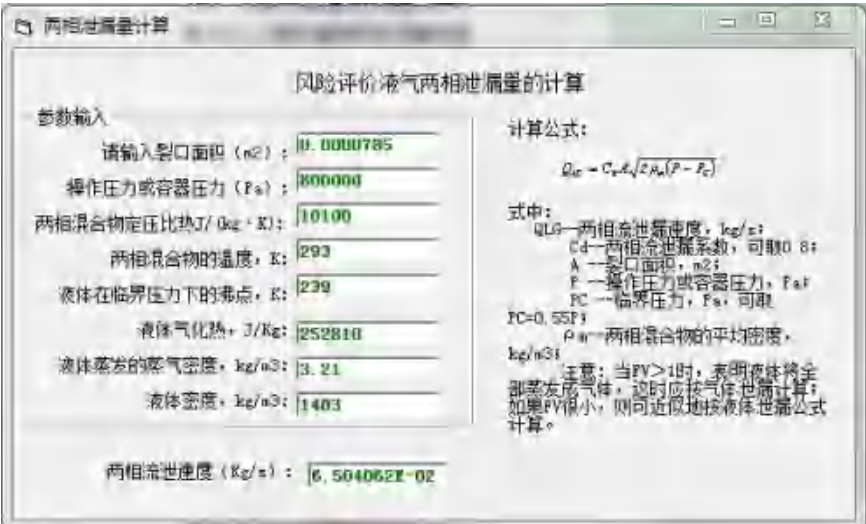 两相泄漏量计算
风险评价液气两相泄漏量的计算
参数输入
请输入裂口面积 (m2) : 0.0000785
操作压力或容器压力 (Pa) : 800000
两相混合物定压比热J/(kg·K): 10100
两相混合物的温度, K: 293
液体在临界压力下的沸点, K: 239
液体气化热, J/Kg: 252810
液体蒸发的蒸气密度, kg/m3: 3.21
液体密度, kg/m3: 1403
两相流泄速度 (Kg/s) : 6.504062E-02
计算公式:
式中:
QLG—两相流泄漏速度, kg/s;
Cd—两相流泄漏系数, 可取0 8;
A —裂口面积, m2;
P —操作压力或容器压力, Pa;
PC —临界压力, Pa, 可取
PC=0.55P;
ρm—两相混合物的平均密度,
kg/m3;
注意: 当FV>1时, 表明液体将全
部蒸发成气体, 这时应按气体泄漏计算;
如果FV很小, 则可近似地按液体泄漏公式
计算。